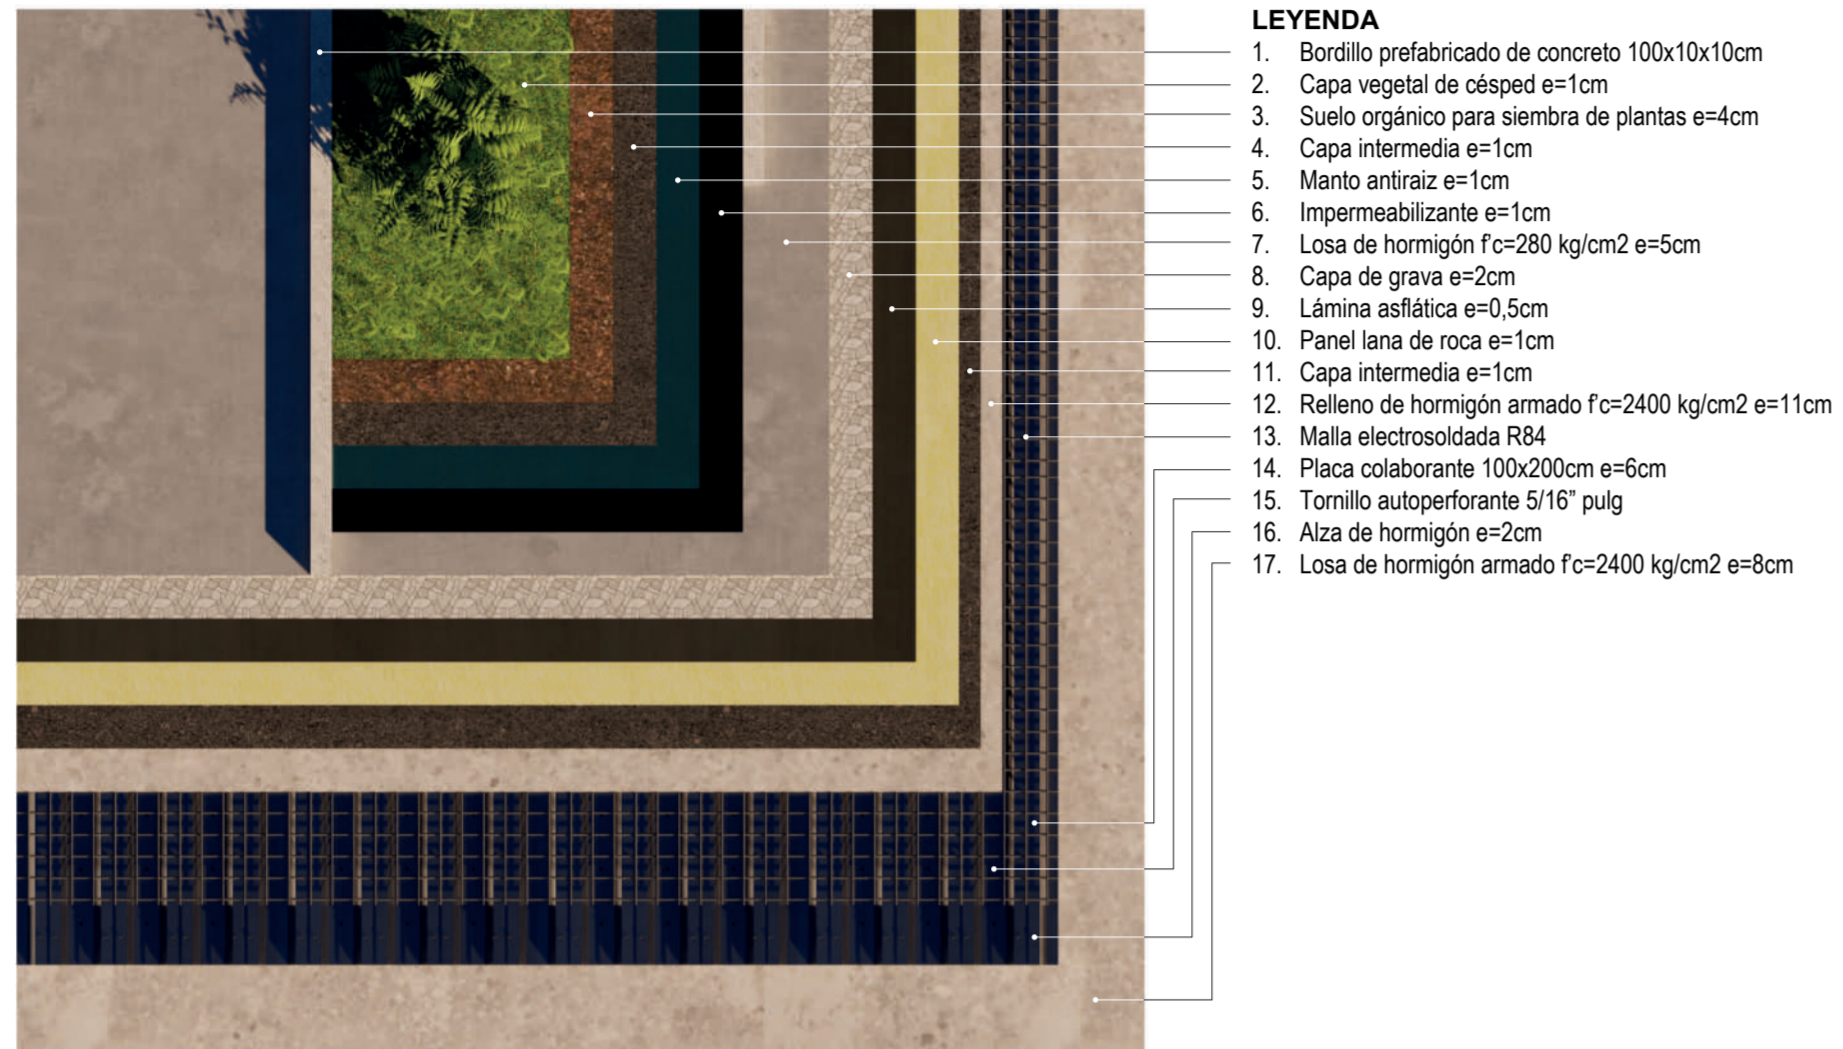 LEYENDA
1. Bordillo prefabricado de concreto 100x10x10cm
2. Capa vegetal de césped e=1cm
3. Suelo orgánico para siembra de plantas e=4cm
4. Capa intermedia e=1cm
5. Manto antiraiz e=1cm
6. Impermeabilizante e=1cm
7. Losa de hormigón f'c=280 kg/cm2 e=5cm
8. Capa de grava e=2cm
9. Lámina asflática e=0,5cm
10. Panel lana de roca e=1cm
11. Capa intermedia e=1cm
12. Relleno de hormigón armado f'c=2400 kg/cm2 e=11cm
13. Malla electrosoldada R84
14. Placa colaborante 100x200cm e=6cm
15. Tornillo autoperforante 5/16” pulg
16. Alza de hormigón e=2cm
17. Losa de hormigón armado f'c=2400 kg/cm2 e=8cm